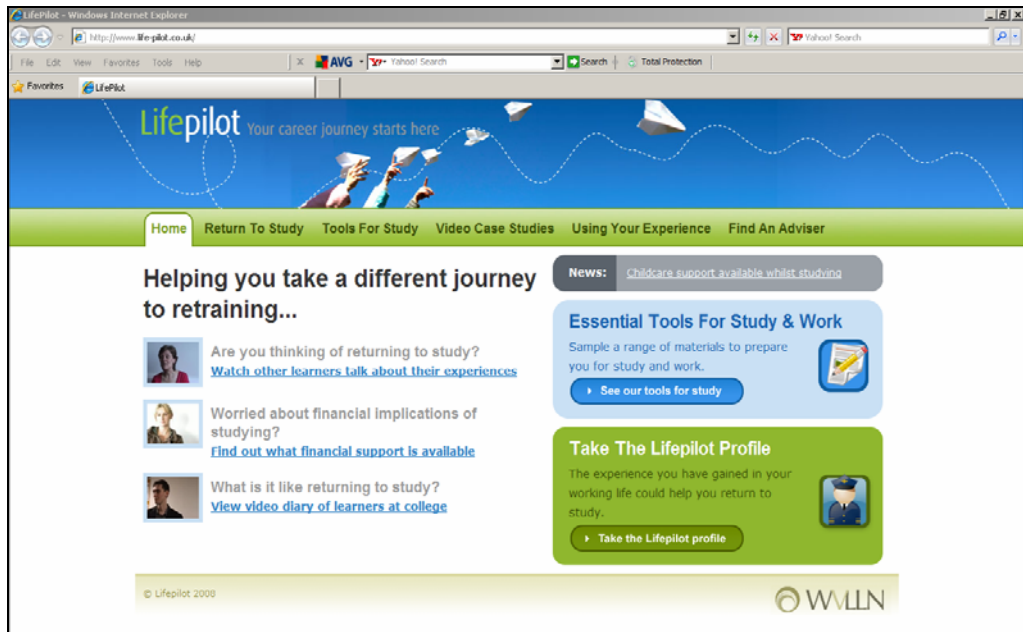 LifePilot - Windows Internet Explorer
http://www.life-pilot.co.uk/
Yahoo! Search
File Edit View Favorites Tools Help
x AVG Yahoo! Search Search Total Protection
Favorites LifePilot
Lifepilot Your career journey starts here
Home Return To Study Tools For Study Video Case Studies Using Your Experience Find An Adviser
Helping you take a different journey
to retraining...
Are you thinking of returning to study?
Watch other learners talk about their experiences
Worried about financial implications of
studying?
Find out what financial support is available
What is it like returning to study?
View video diary of learners at college
News: Childcare support available whilst studying
Essential Tools For Study & Work
Sample a range of materials to prepare
you for study and work.
See our tools for study
Take The Lifepilot Profile
The experience you have gained in your
working life could help you return to
study.
Take the Lifepilot profile
© Lifepilot 2008
WMLLN